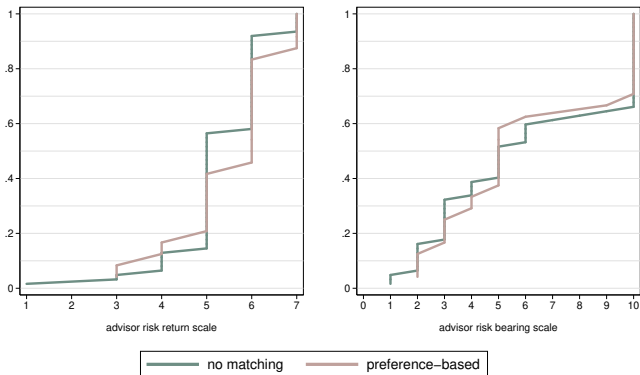 1
.8
.6
.4
.2
0
1 2 3 4 5 6 7
advisor risk return scale
1
.8
.6
.4
.2
0
0 1 2 3 4 5 6 7 8 9 10
advisor risk bearing scale
no matching preference−based